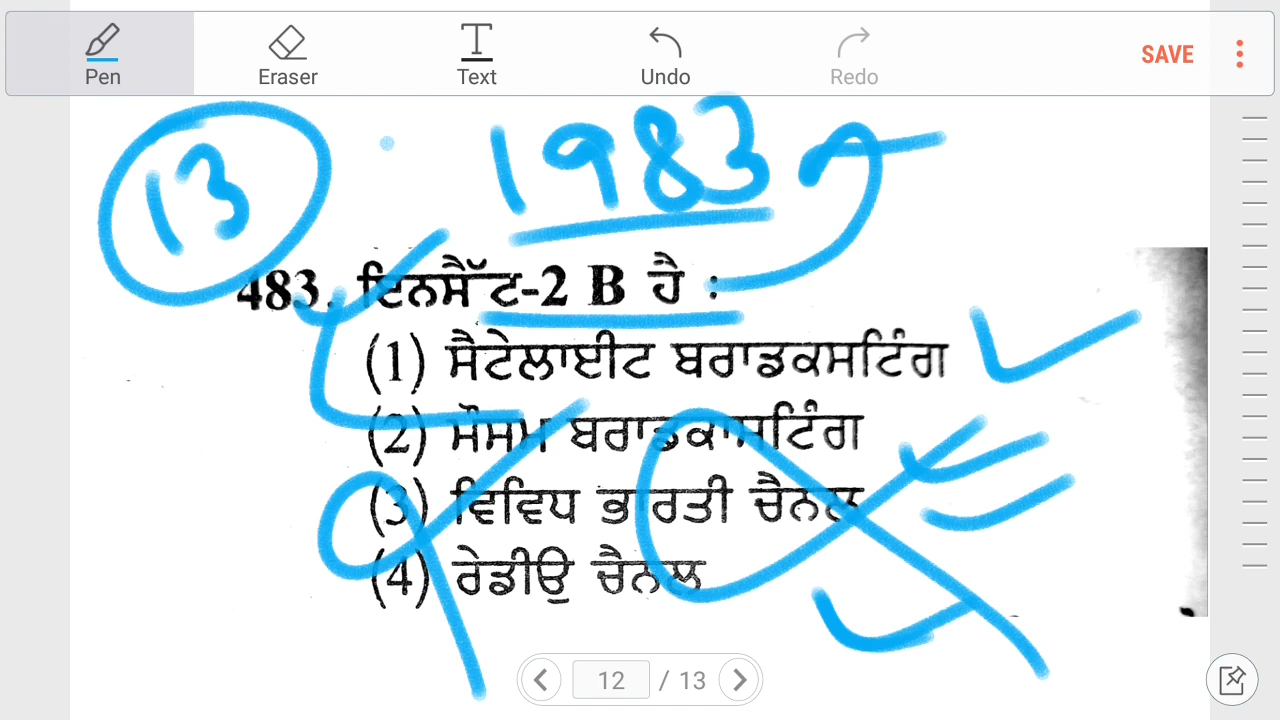 Pen Eraser Text Undo Redo SAVE
13 1983
483. ਇਨਸੈੱਟ-2 B ਹੈ :
(1) ਸੈਟੇਲਾਈਟ ਬਰਾਡਕਸਟਿੰਗ
(2) ਮੌਸਮ ਬਰਾਡਕਾਸਟਿੰਗ
(3) ਵਿਵਿਧ ਭਾਰਤੀ ਚੈਨਲ
(4) ਰੇਡੀਉ ਚੈਨਲ
12 / 13